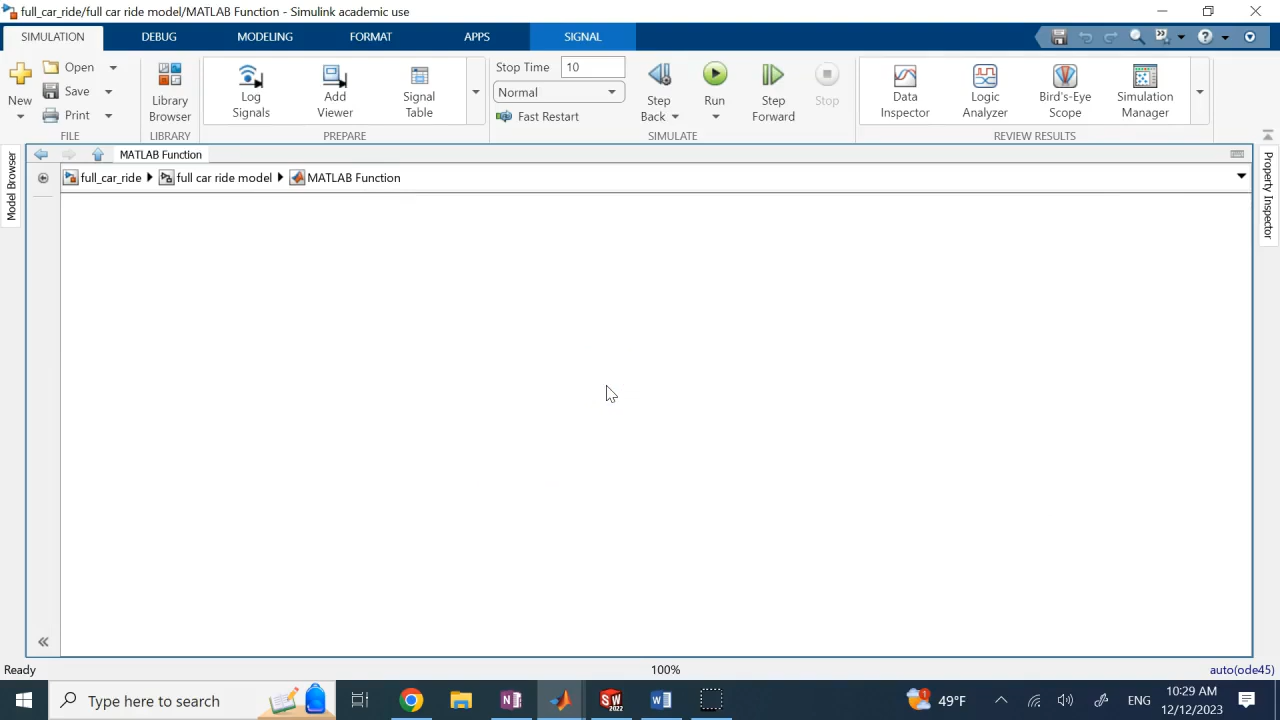 full_car_ride/full car ride model/MATLAB Function - Simulink academic use
SIMULATION DEBUG MODELING FORMAT APPS SIGNAL
New
Open
Save
Print
FILE
Library Browser
LIBRARY
Log Signals
Add Viewer
Signal Table
PREPARE
Stop Time 10
Normal
Fast Restart
Step Back
Run
Step Forward
Stop
SIMULATE
Data Inspector
Logic Analyzer
Bird's-Eye Scope
Simulation Manager
REVIEW RESULTS
Model Browser
MATLAB Function
full_car_ride full car ride model MATLAB Function
Property Inspector
Ready 100% auto(ode45)
Type here to search
SW 2022
49°F
ENG
10:29 AM
12/12/2023